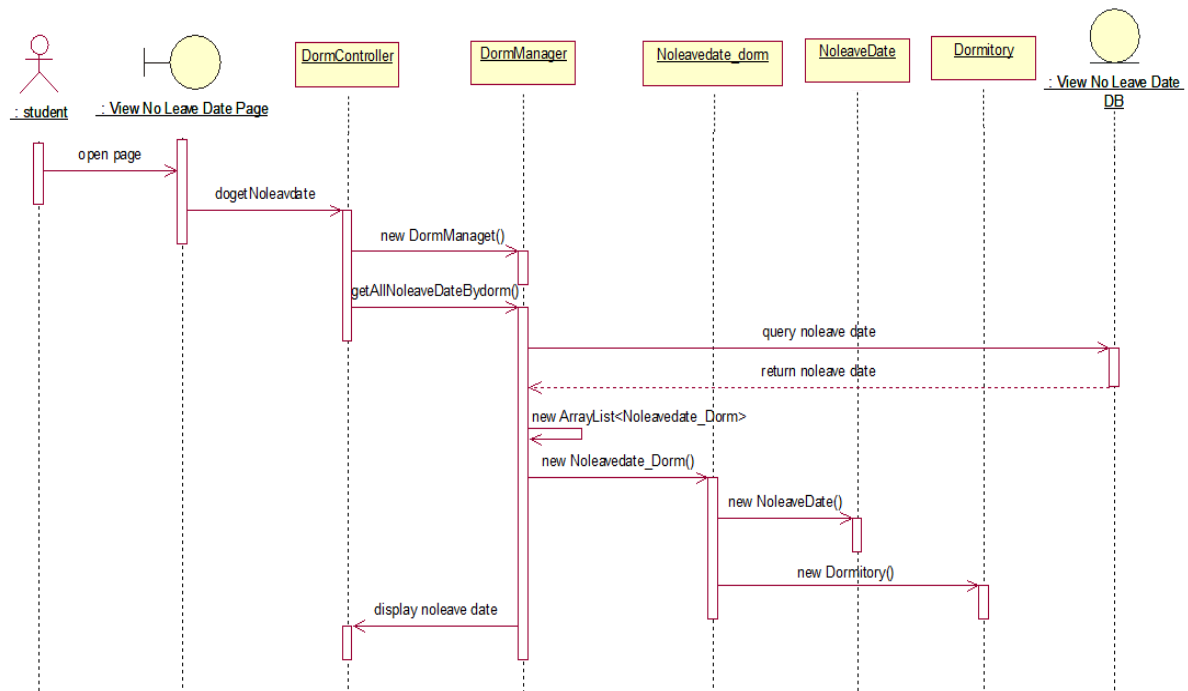 : student
: View No Leave Date Page
DormController
DormManager
Noleavedate_dorm
NoleaveDate
Dormitory
: View No Leave Date
DB
open page
dogetNoleavdate
new DormManaget()
getAllNoleaveDateBydorm()
query noleave date
return noleave date
new ArrayList<Noleavedate_Dorm>
new Noleavedate_Dorm()
new NoleaveDate()
new Dormitory()
display noleave date